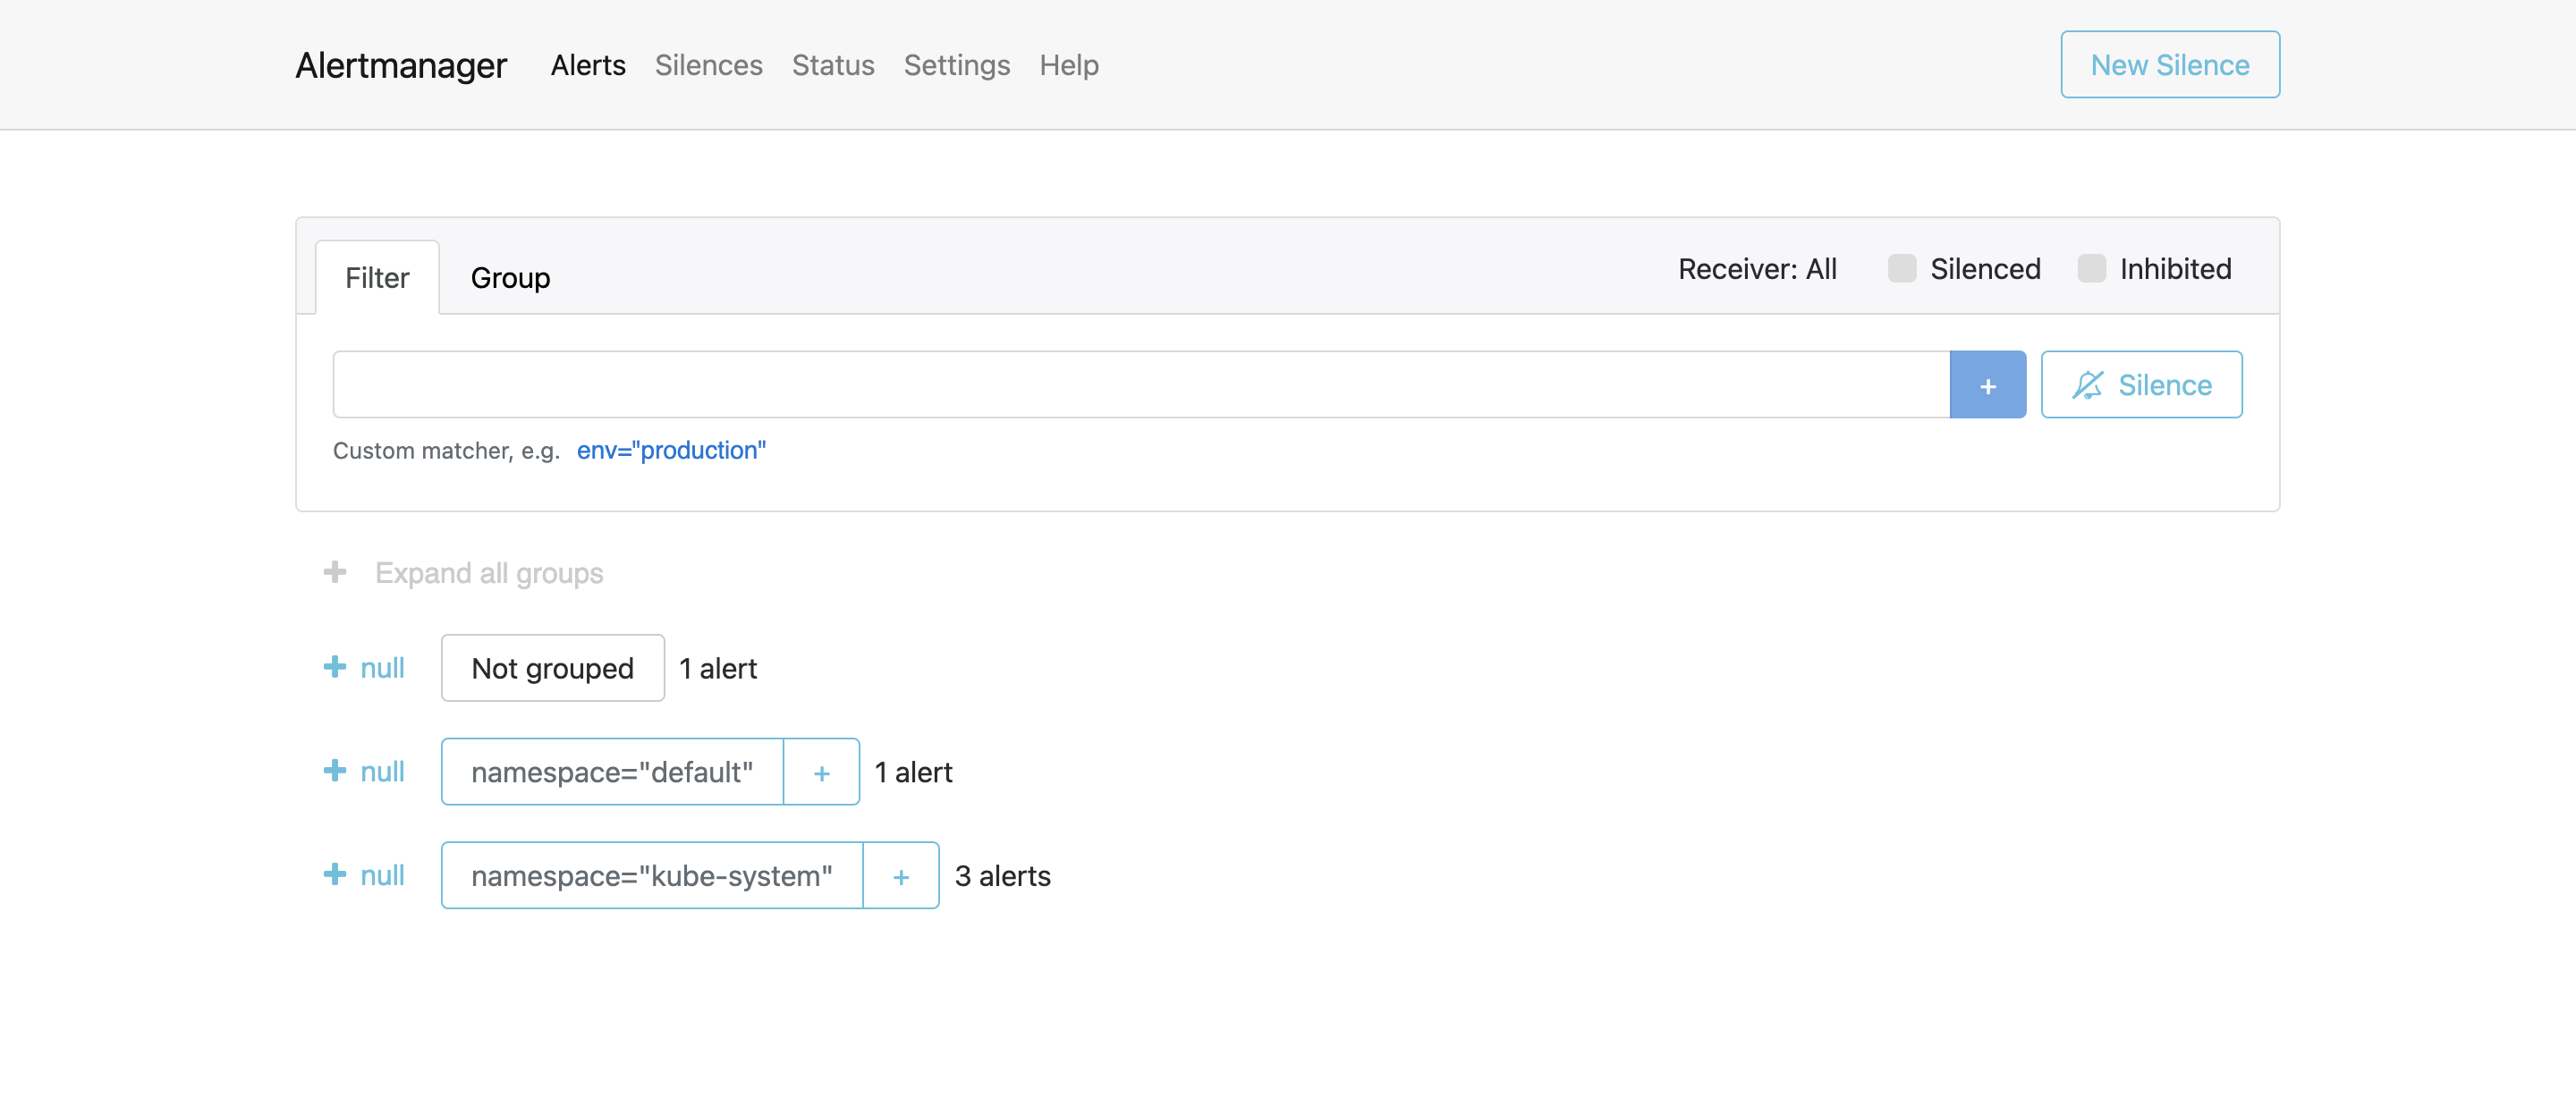 Alertmanager Alerts Silences Status Settings Help New Silence
Filter Group Receiver: All Silenced Inhibited
+ Silence
Custom matcher, e.g. env="production"
+ Expand all groups
+ null Not grouped 1 alert
+ null namespace="default" + 1 alert
+ null namespace="kube-system" + 3 alerts